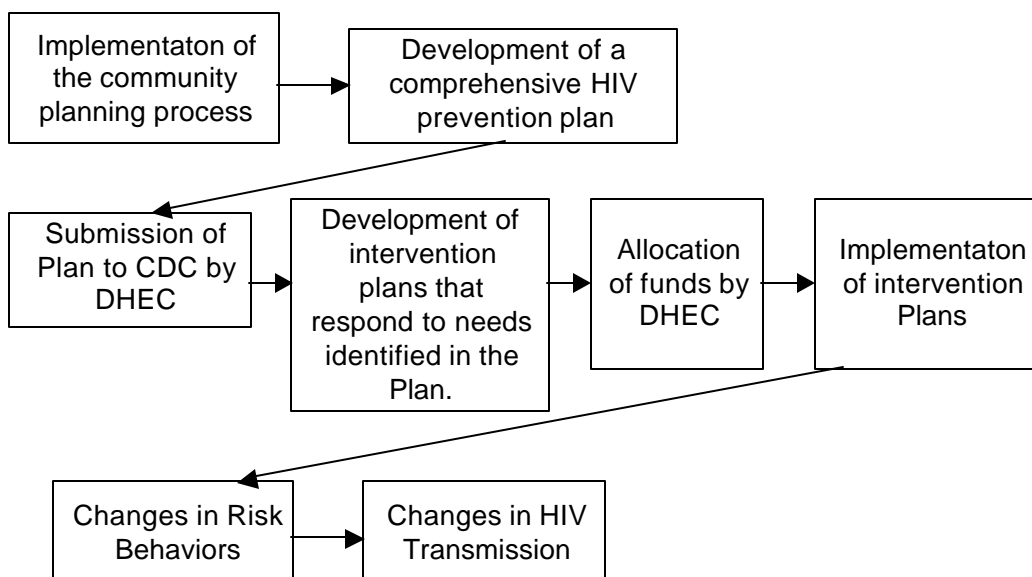 Implementaton of
the community
planning process
Development of a
comprehensive HIV
prevention plan
Submission of
Plan to CDC by
DHEC
Development of
intervention
plans that
respond to needs
identified in the
Plan.
Allocation
of funds by
DHEC
Implementaton
of intervention
Plans
Changes in Risk
Behaviors
Changes in HIV
Transmission